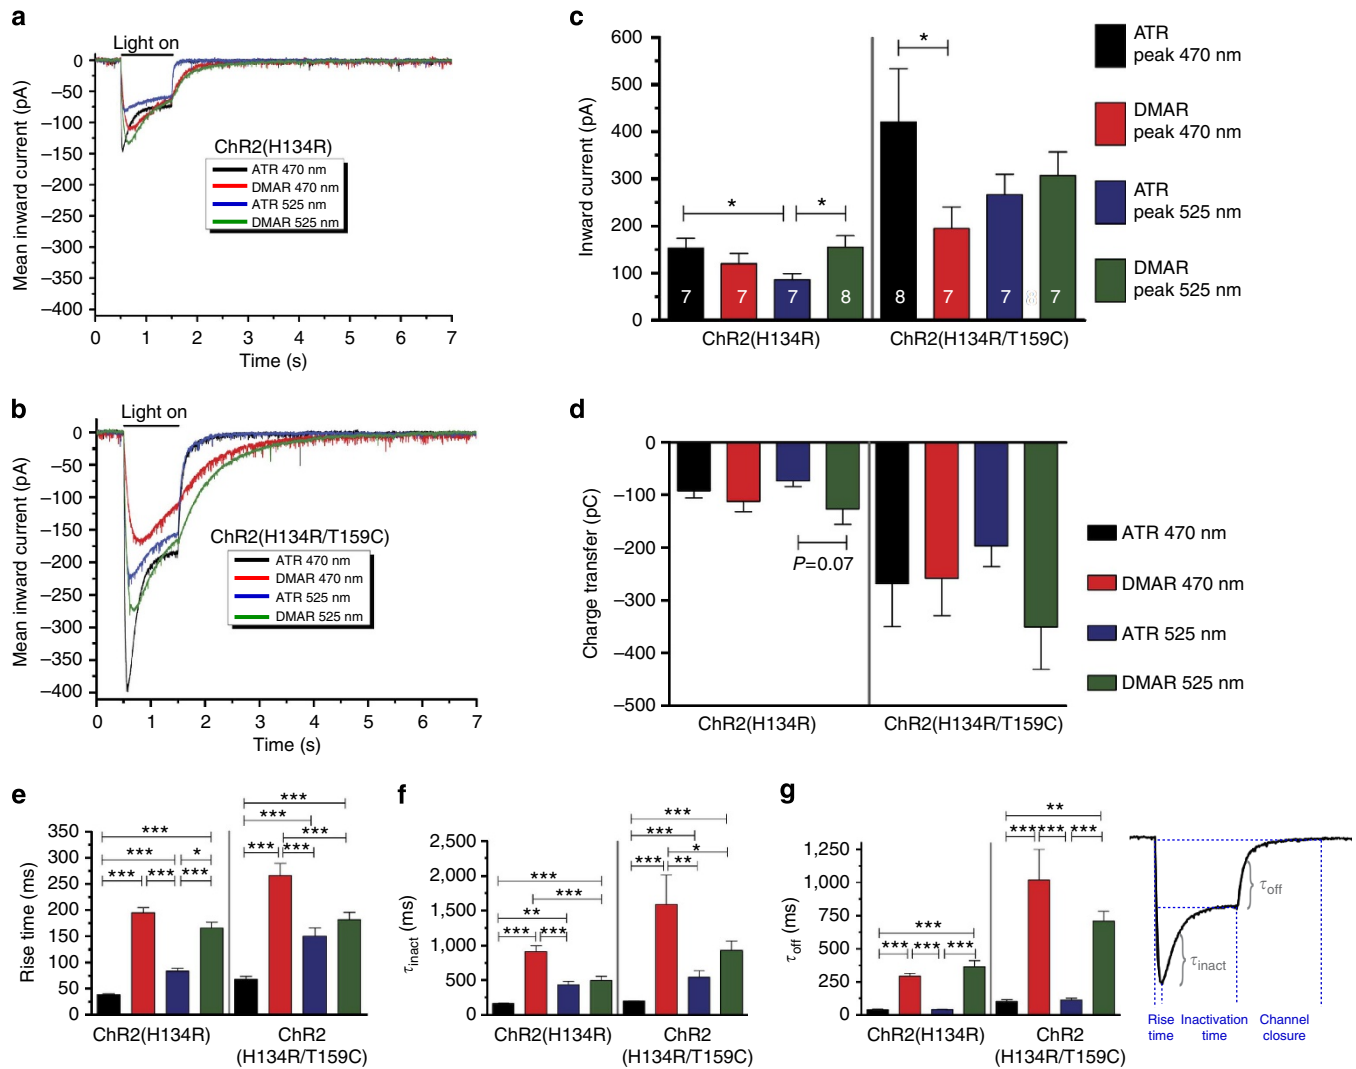 a
Light on
0
−50
−100
−150
−200
−250
−300
−350
−400
Mean inward current (pA)
ChR2(H134R)
ATR 470 nm
DMAR 470 nm
ATR 525 nm
DMAR 525 nm
0 1 2 3 4 5 6 7
Time (s)
b
Light on
0
−50
−100
−150
−200
−250
−300
−350
−400
Mean inward current (pA)
ChR2(H134R/T159C)
ATR 470 nm
DMAR 470 nm
ATR 525 nm
DMAR 525 nm
0 1 2 3 4 5 6 7
Time (s)
c
600
500
400
300
200
100
0
Inward current (pA)
* * *
7 7 7 8 8 7 7 7
ChR2(H134R) ChR2(H134R/T159C)
ATR
peak 470 nm
DMAR
peak 470 nm
ATR
peak 525 nm
DMAR
peak 525 nm
d
0
−100
−200
−300
−400
−500
Charge transfer (pC)
P=0.07
ChR2(H134R) ChR2(H134R/T159C)
ATR 470 nm
DMAR 470 nm
ATR 525 nm
DMAR 525 nm
e
350
300
250
200
150
100
50
0
Rise time (ms)
***
*** *
*** *** ***
***
***
***
*** ***
ChR2(H134R) ChR2
(H134R/T159C)
f
2,500
2,000
1,500
1,000
500
0
τinact (ms)
***
***
**
*** ***
***
***
*
*** **
ChR2(H134R) ChR2
(H134R/T159C)
g
1,250
1,000
750
500
250
0
τoff (ms)
***
*** *** ***
**
*** *** ***
ChR2(H134R) ChR2
(H134R/T159C)
τoff
τinact
Rise Inactivation Channel
time time closure